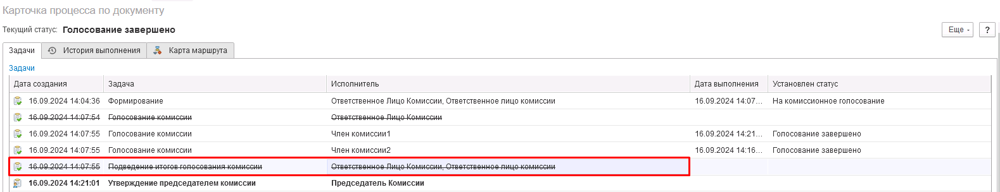 Карточка процесса по документу
Текущий статус: Голосование завершено
Еще
?
Задачи История выполнения Карта маршрута
Задачи
Дата создания Задача Исполнитель Дата выполнения Установлен статус
16.09.2024 14:04:36 Формирование Ответственное Лицо Комиссии, Ответственное лицо комиссии 16.09.2024 14:07... На комиссионное голосование
16.09.2024 14:07:54 Голосование комиссии Ответственное Лицо Комиссии
16.09.2024 14:07:55 Голосование комиссии Член комиссии1 16.09.2024 14:21... Голосование завершено
16.09.2024 14:07:55 Голосование комиссии Член комиссии2 16.09.2024 14:16... Голосование завершено
16.09.2024 14:07:55 Подведение итогов голосования комиссии Ответственное Лицо Комиссии, Ответственное лицо комиссии
16.09.2024 14:21:01 Утверждение председателем комиссии Председатель Комиссии